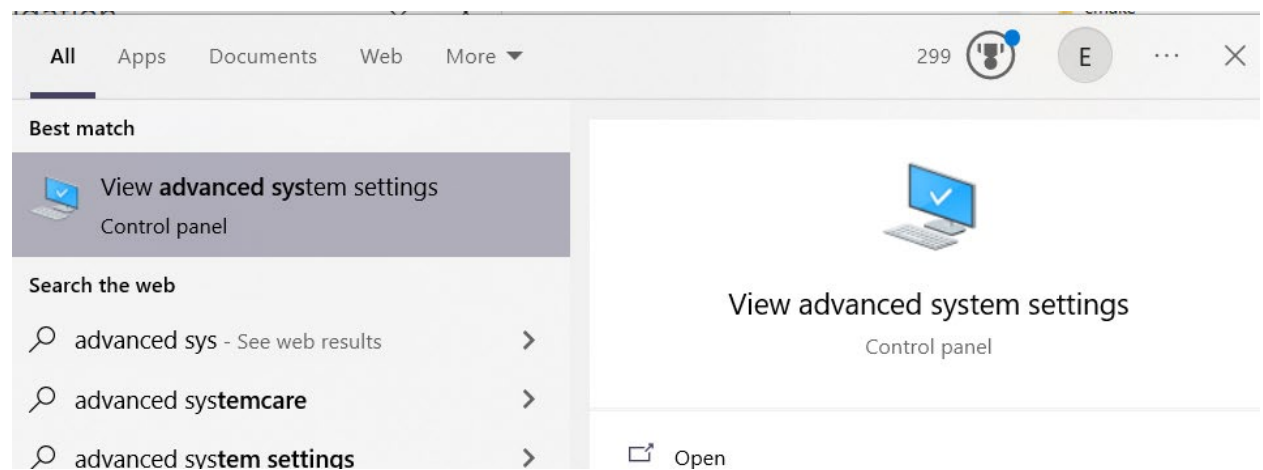 All Apps Documents Web More 299 E ...
Best match
View advanced system settings
Control panel
Search the web
advanced sys - See web results
advanced systemcare
advanced system settings
View advanced system settings
Control panel
Open